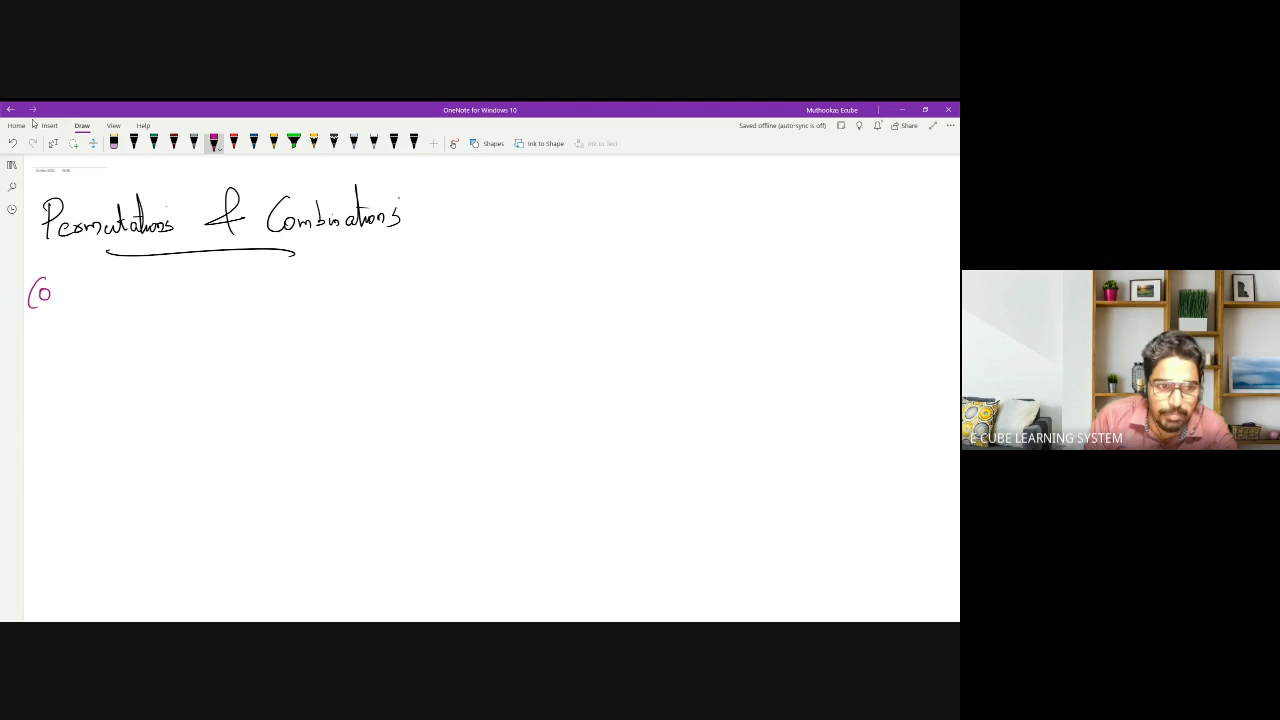 OneNote for Windows 10
Muthookas Ecube
Home Insert Draw View Help
Saved offline (auto-sync is off)
Share
Shapes
Ink to Shape
Ink to Text
Permutations & Combinations
Co
E CUBE LEARNING SYSTEM